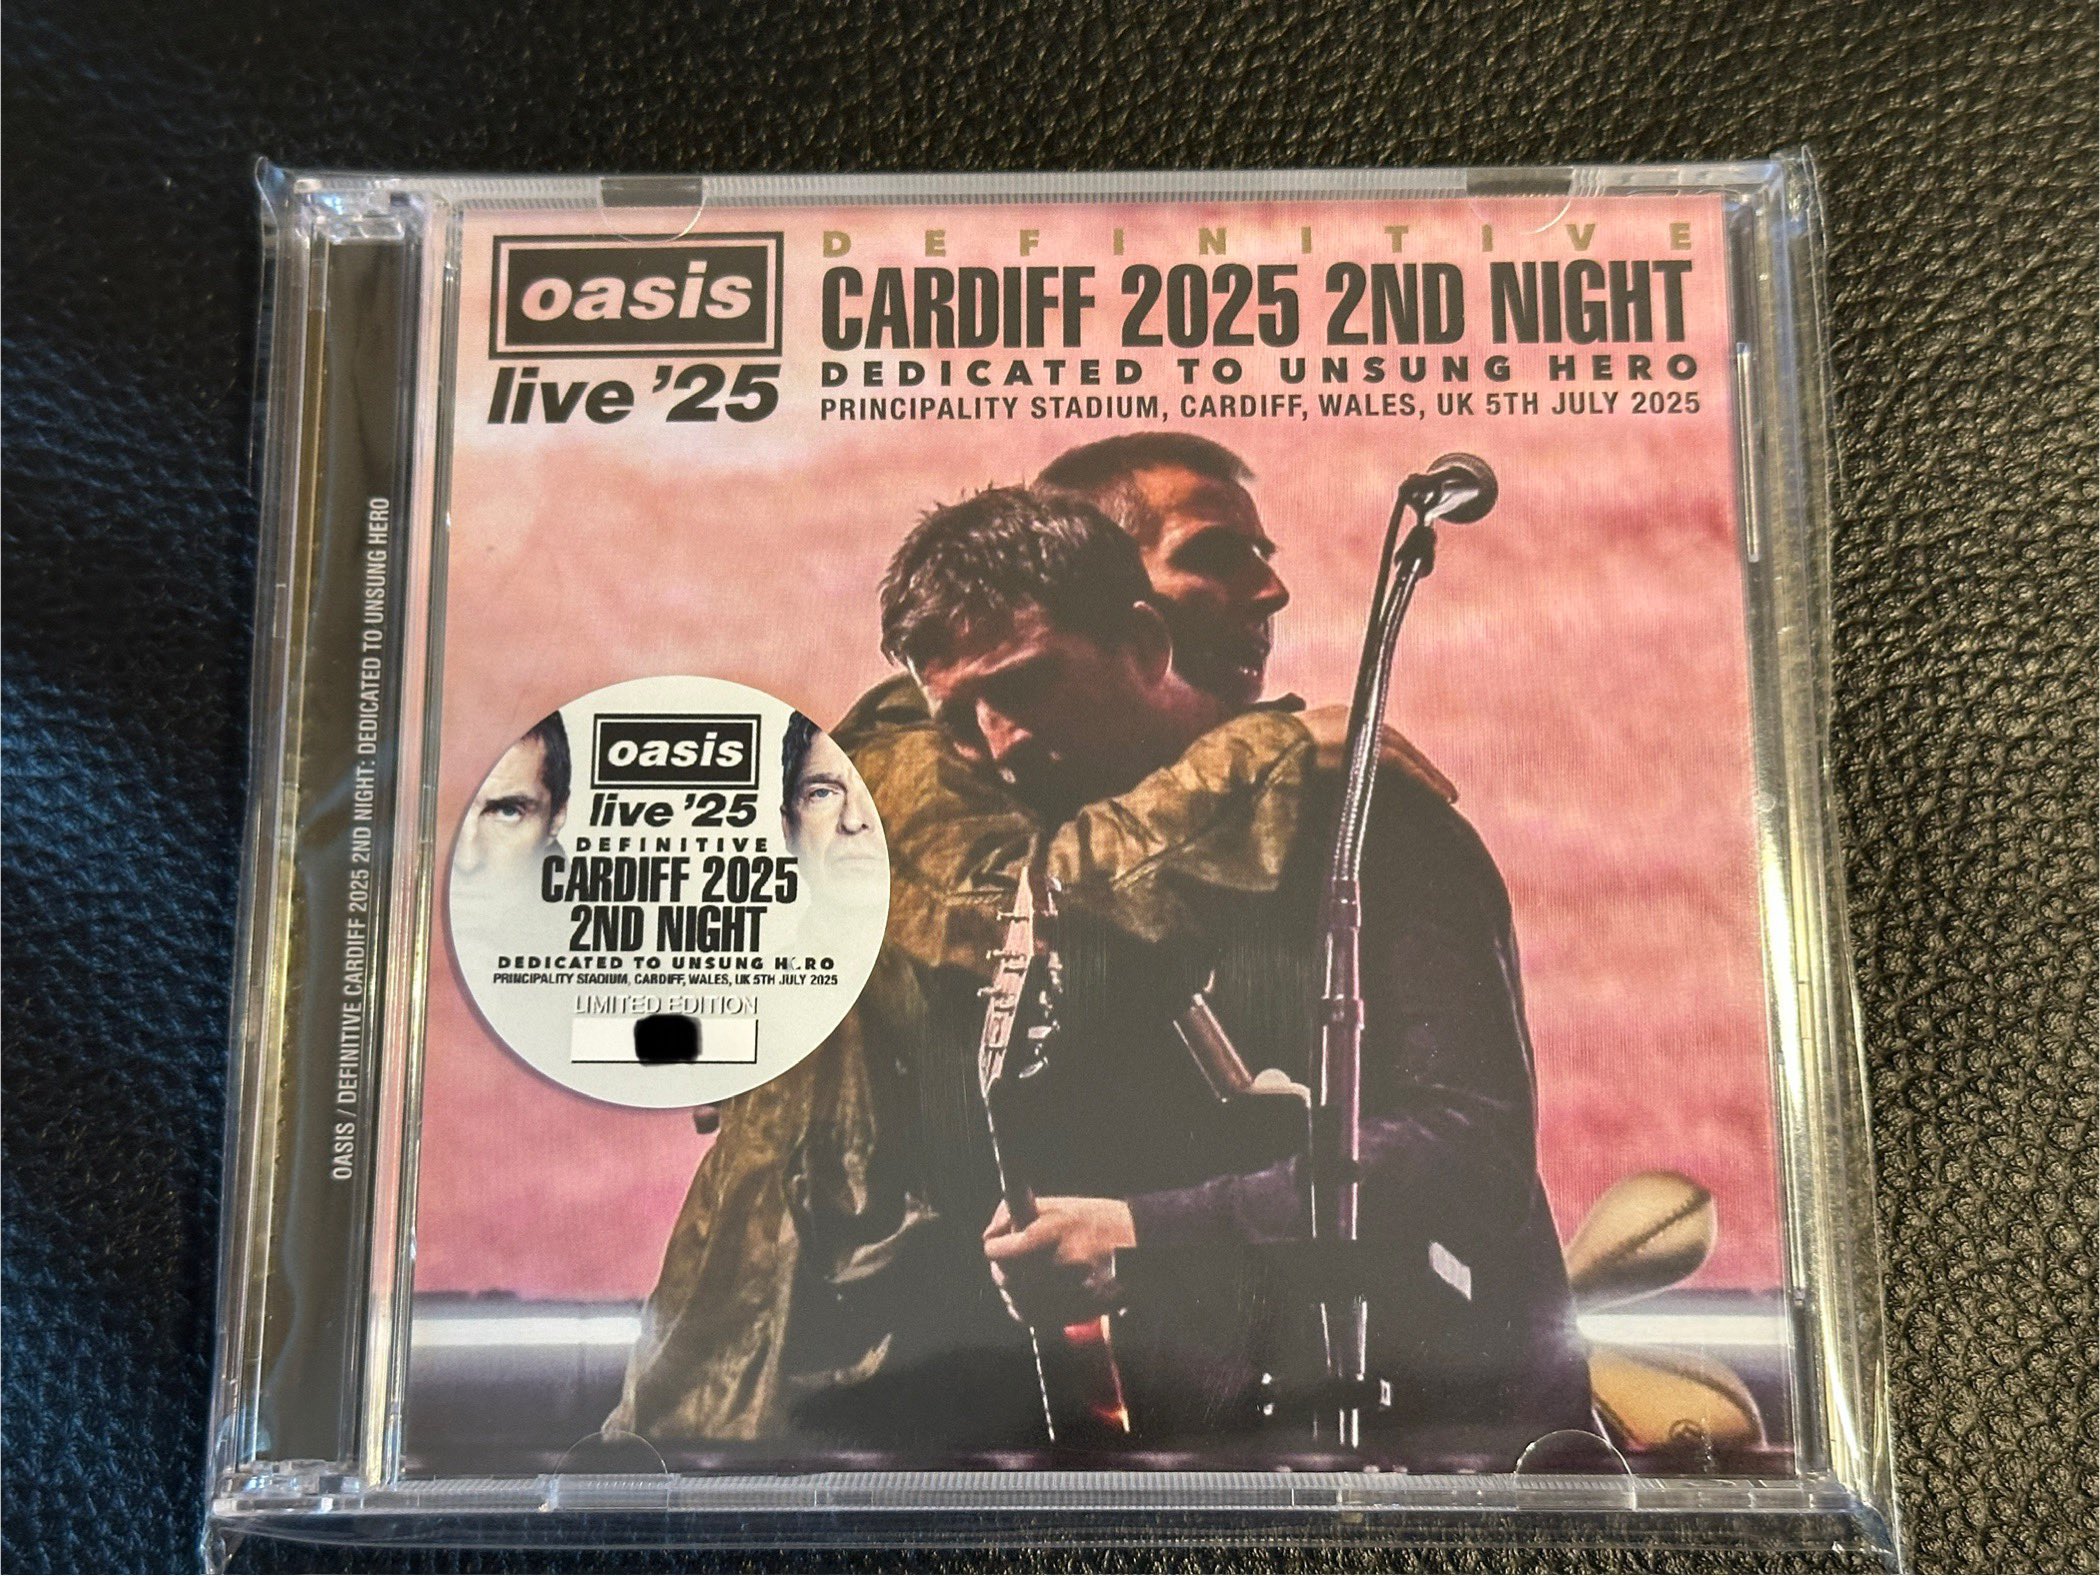 oasis
live '25
DEFINITIVE
CARDIFF 2025 2ND NIGHT
DEDICATED TO UNSUNG HERO
PRINCIPALITY STADIUM, CARDIFF, WALES, UK 5TH JULY 2025
OASIS / DEFINITIVE CARDIFF 2025 2ND NIGHT: DEDICATED TO UNSUNG HERO
oasis
live '25
DEFINITIVE
CARDIFF 2025
2ND NIGHT
DEDICATED TO UNSUNG HERO
PRINCIPALITY STADIUM, CARDIFF, WALES, UK 5TH JULY 2025
LIMITED EDITION